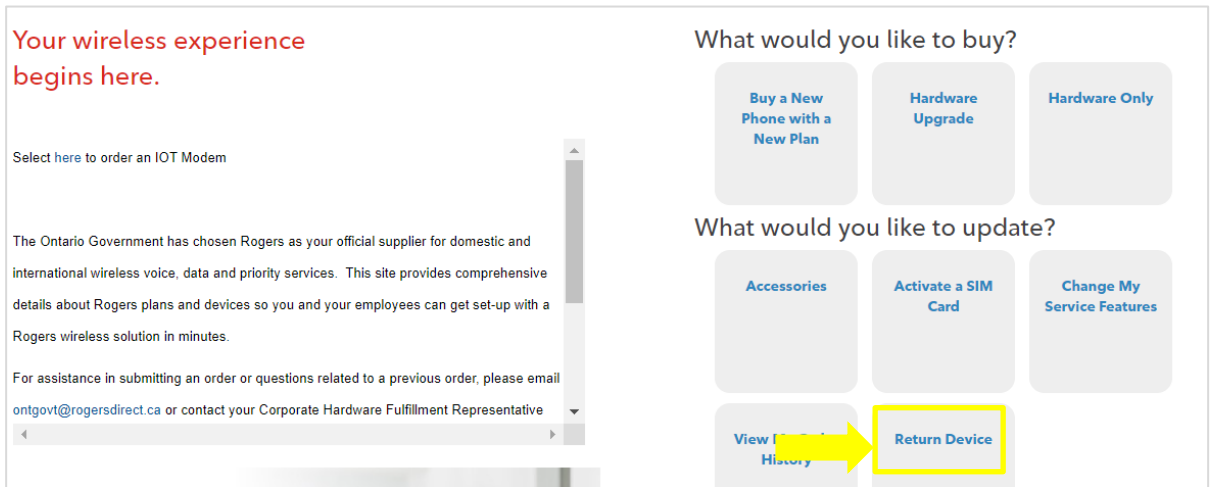 Your wireless experience
begins here.
Select here to order an IOT Modem
The Ontario Government has chosen Rogers as your official supplier for domestic and
international wireless voice, data and priority services.  This site provides comprehensive
details about Rogers plans and devices so you and your employees can get set-up with a
Rogers wireless solution in minutes.
For assistance in submitting an order or questions related to a previous order, please email
ontgovt@rogersdirect.ca or contact your Corporate Hardware Fulfillment Representative
What would you like to buy?
Buy a New
Phone with a
New Plan
Hardware
Upgrade
Hardware Only
What would you like to update?
Accessories
Activate a SIM
Card
Change My
Service Features
View
History
Return Device